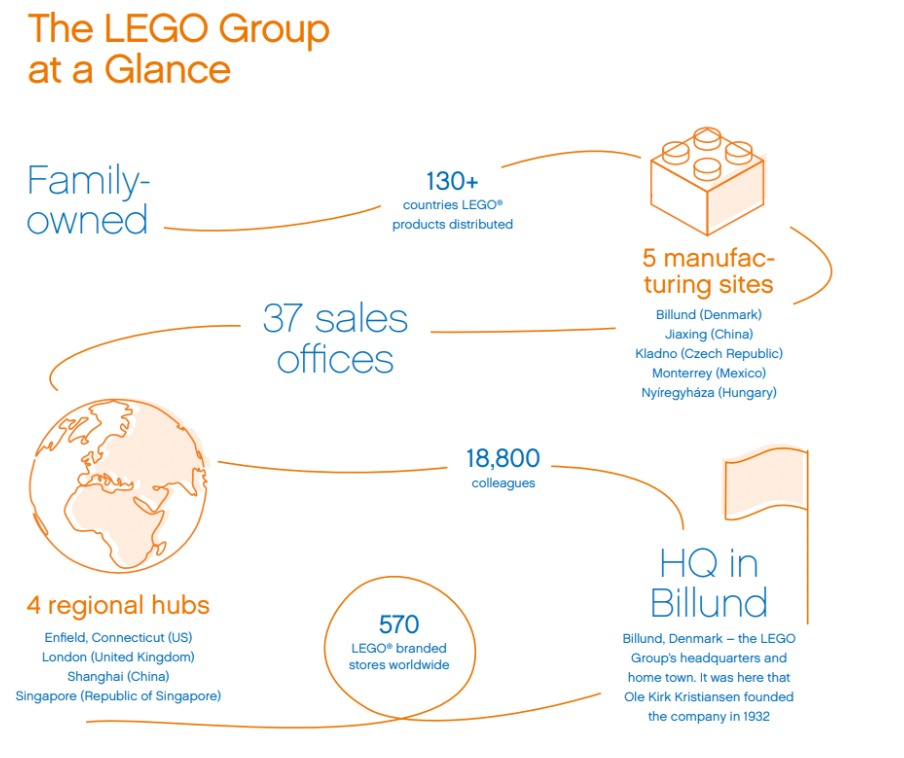 The LEGO Group
at a Glance
Family-
owned
130+
countries LEGO®
products distributed
5 manufac-
turing sites
Billund (Denmark)
Jiaxing (China)
Kladno (Czech Republic)
Monterrey (Mexico)
Nyíregyháza (Hungary)
37 sales
offices
4 regional hubs
Enfield, Connecticut (US)
London (United Kingdom)
Shanghai (China)
Singapore (Republic of Singapore)
18,800
colleagues
HQ in
Billund
Billund, Denmark – the LEGO
Group's headquarters and
home town. It was here that
Ole Kirk Kristiansen founded
the company in 1932
570
LEGO® branded
stores worldwide